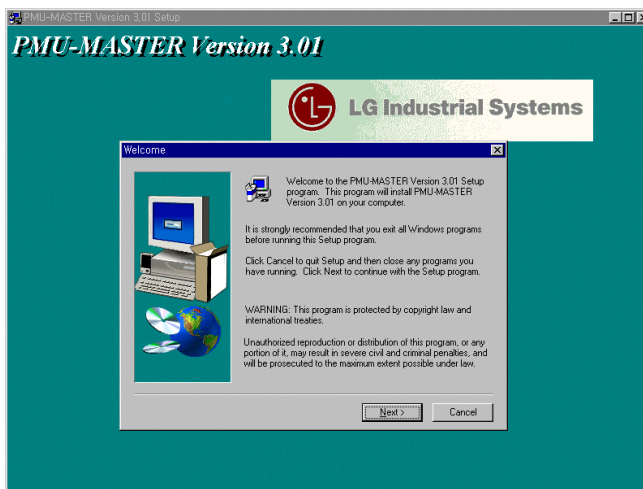 PMU-MASTER Version 3.01 Setup
PMU-MASTER Version 3.01
LG Industrial Systems
Welcome
Welcome to the PMU-MASTER Version 3.01 Setup
program. This program will install PMU-MASTER
Version 3.01 on your computer.
It is strongly recommended that you exit all Windows programs
before running this Setup program.
Click Cancel to quit Setup and then close any programs you
have running. Click Next to continue with the Setup program.
WARNING: This program is protected by copyright law and
international treaties.
Unauthorized reproduction or distribution of this program, or any
portion of it, may result in severe civil and criminal penalties, and
will be prosecuted to the maximum extent possible under law.
Next >
Cancel